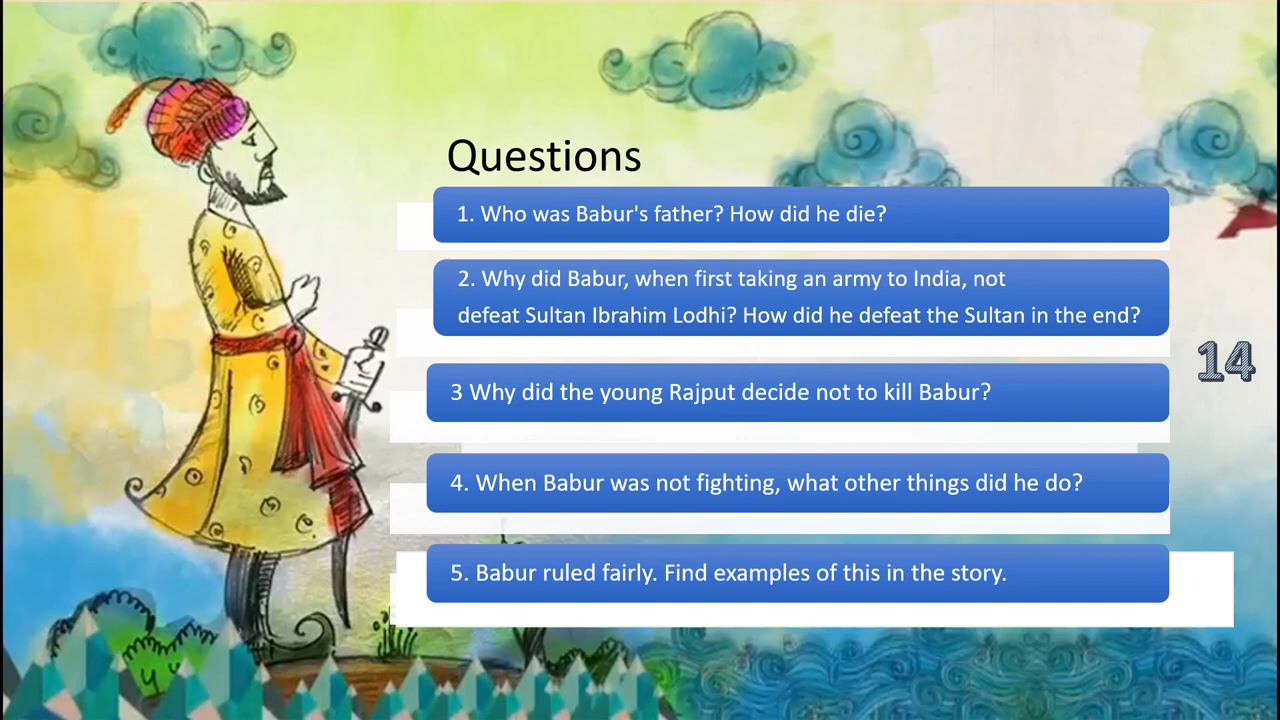 Questions
1. Who was Babur's father? How did he die?
2. Why did Babur, when first taking an army to India, not
defeat Sultan Ibrahim Lodhi? How did he defeat the Sultan in the end?
14
3 Why did the young Rajput decide not to kill Babur?
4. When Babur was not fighting, what other things did he do?
5. Babur ruled fairly. Find examples of this in the story.